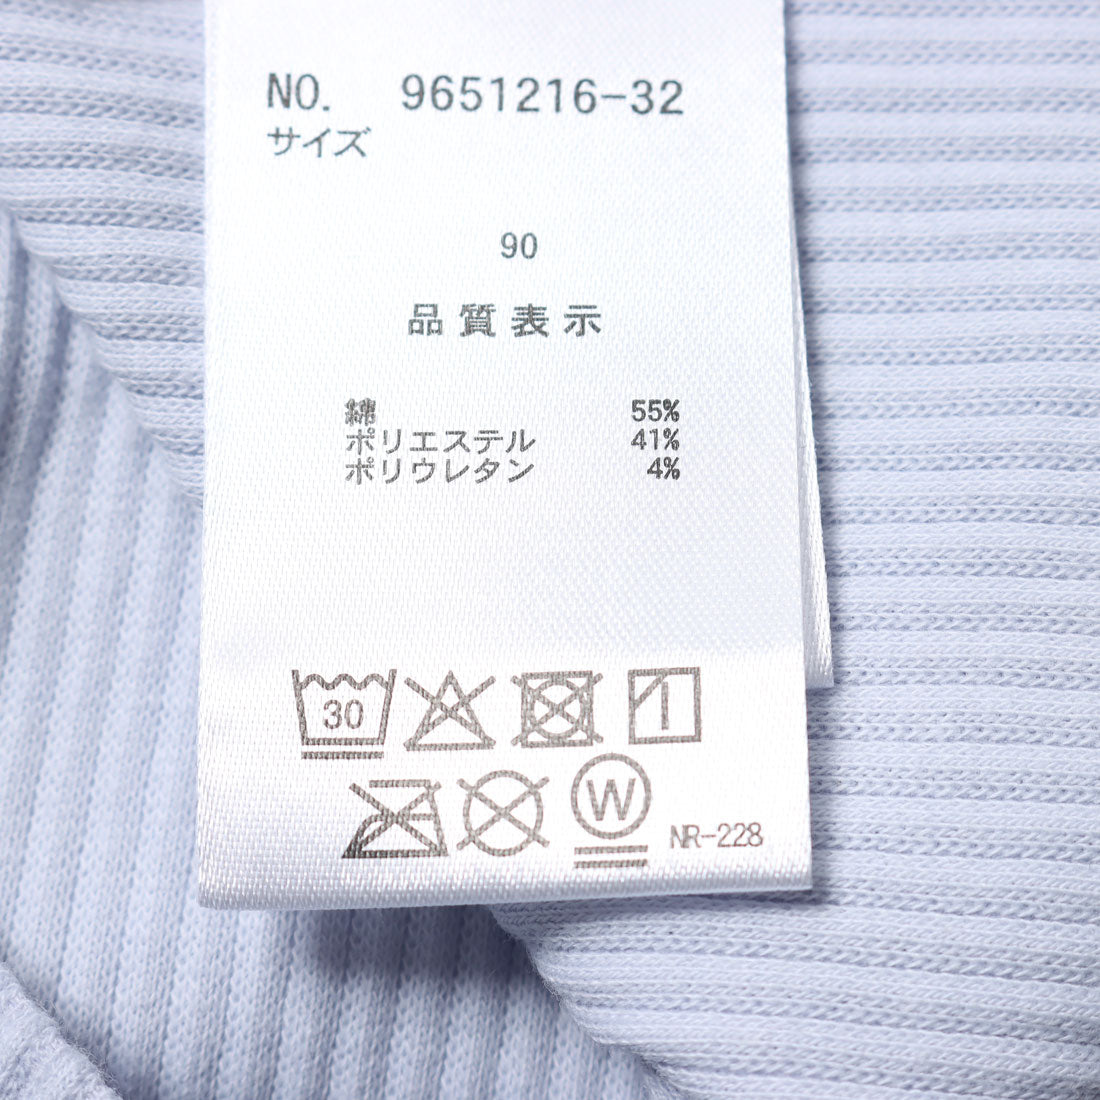 NO. 9651216-32
サイズ
90
品質表示
綿 55%
ポリエステル 41%
ポリウレタン 4%
30
W
NR-228